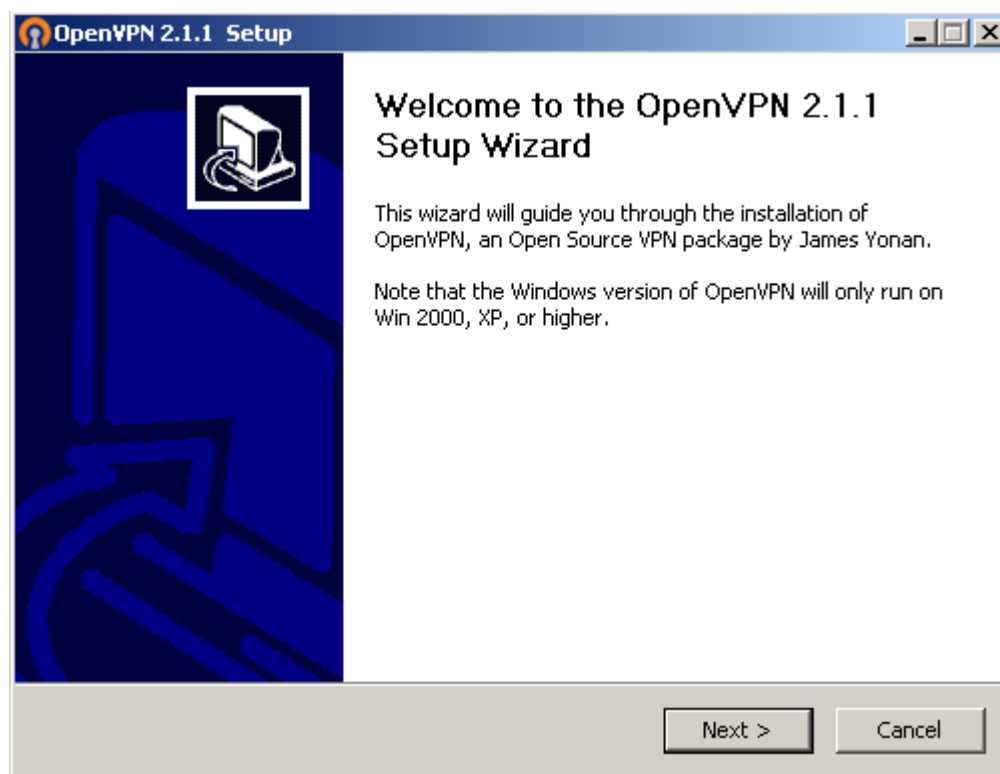 OpenVPN 2.1.1 Setup
Welcome to the OpenVPN 2.1.1
Setup Wizard
This wizard will guide you through the installation of
OpenVPN, an Open Source VPN package by James Yonan.
Note that the Windows version of OpenVPN will only run on
Win 2000, XP, or higher.
Next >
Cancel